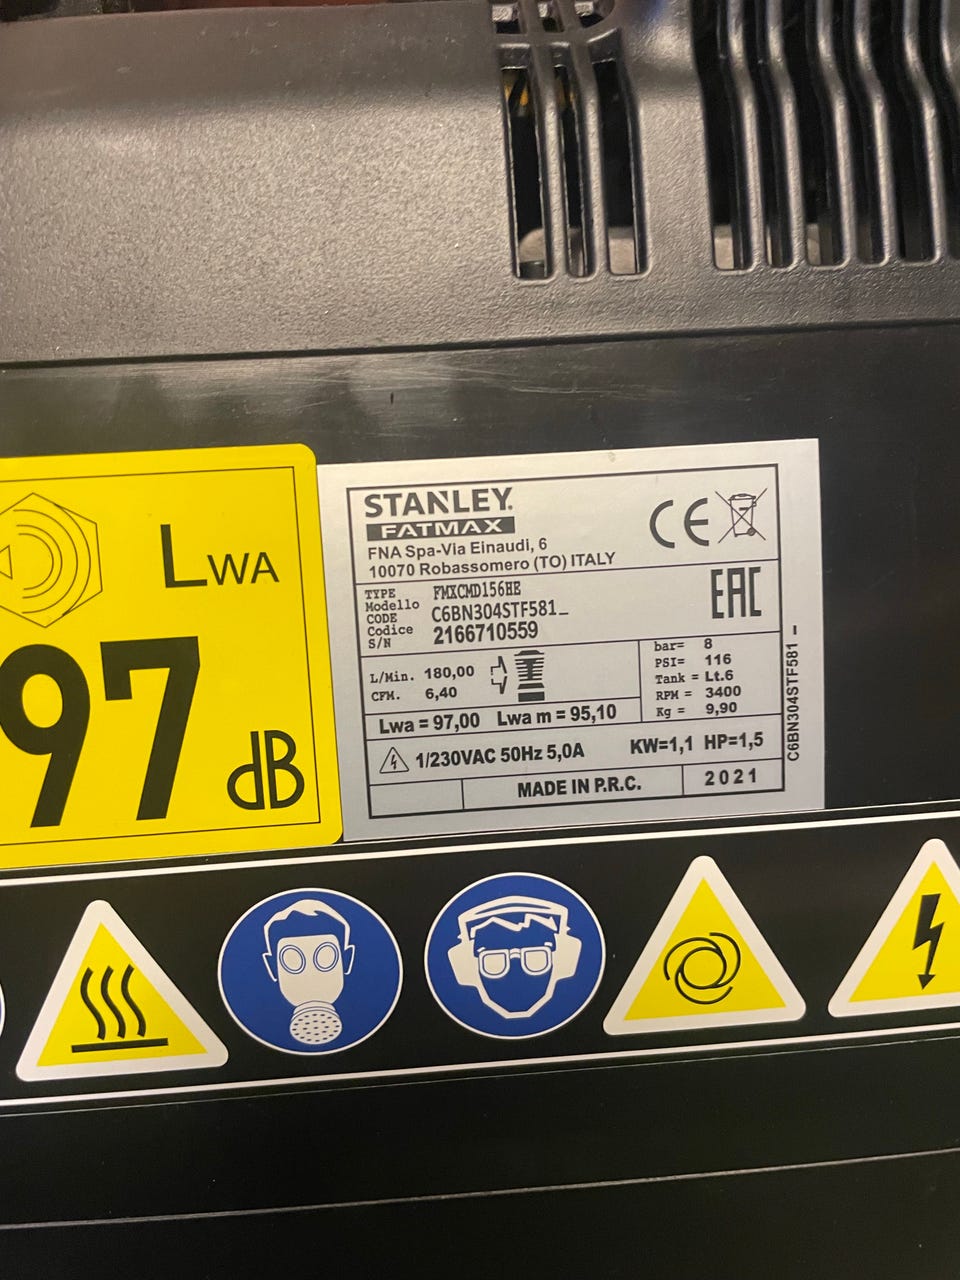 LWA
97
dB
STANLEY.
FATMAX
FNA Spa-Via Einaudi, 6
10070 Robassomero (TO) ITALY
CE
EAC
TYPE FMXCMD156HE
Modello
CODE C6BN304STF581_
Codice
S/N 2166710559
L/Min. 180,00
CFM. 6,40
bar= 8
PSI= 116
Tank = Lt.6
RPM = 3400
Kg = 9,90
Lwa = 97,00 Lwa m = 95,10
1/230VAC 50Hz 5,0A KW=1,1 HP=1,5
MADE IN P.R.C. 2021
C6BN304STF581 -